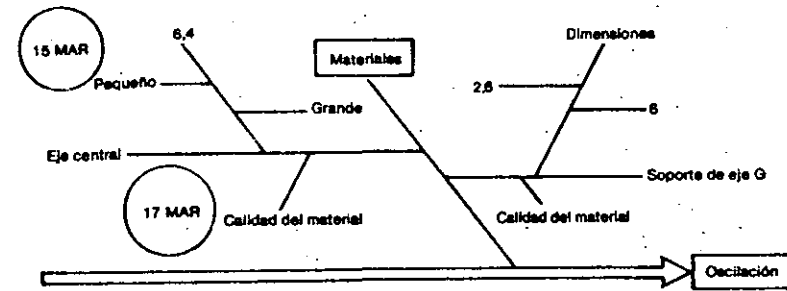 6,4
Dimensiones
15 MAR
Materiales
Pequeño
2,6
Grande
6
Eje central
Soporte de eje G
17 MAR
Calidad del material
Calidad del material
Oscilación